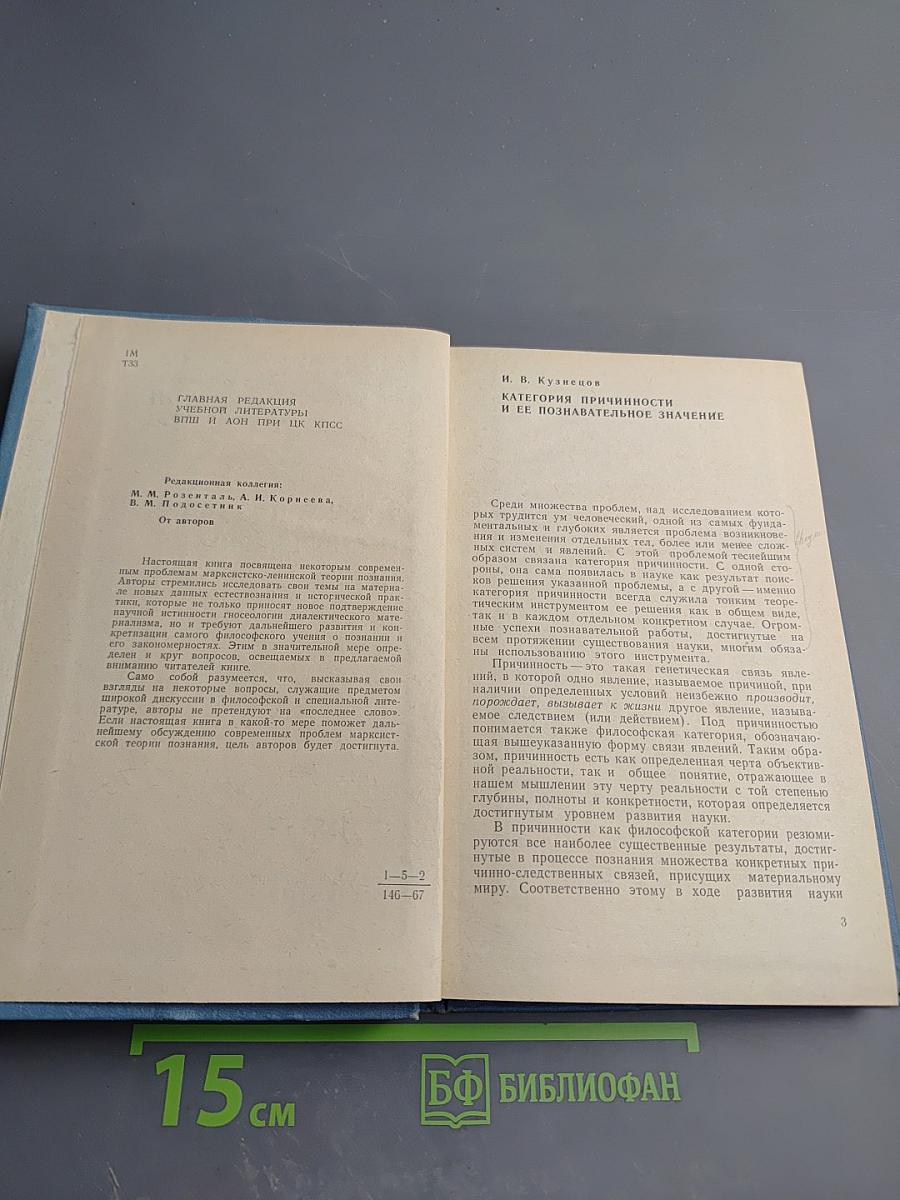 1М
Т33
ГЛАВНАЯ РЕДАКЦИЯ
УЧЕБНОЙ ЛИТЕРАТУРЫ
ВПШ И АОН ПРИ ЦК КПСС
Редакционная коллегия:
М. М. Розенталь, А. И. Корнеева,
В. М. Подосетник
От авторов
Настоящая книга посвящена некоторым современ-
ным проблемам марксистско-ленинской теории познания.
Авторы стремились исследовать свои темы на материа-
ле новых данных естествознания и исторической прак-
тики, которые не только приносят новое подтверждение
научной истинности гносеологии диалектического мате-
риализма, но и требуют дальнейшего развития и кон-
кретизации самого философского учения о познании и
его закономерностях. Этим в значительной мере опре-
делен и круг вопросов, освещаемых в предлагаемой
вниманию читателей книге.
Само собой разумеется, что, высказывая свои
взгляды на некоторые вопросы, служащие предметом
широкой дискуссии в философской и специальной лите-
ратуре, авторы не претендуют на «последнее слово».
Если настоящая книга в какой-то мере поможет даль-
нейшему обсуждению современных проблем марксист-
ской теории познания, цель авторов будет достигнута.
1—5—2
146—67
И. В. Кузнецов
КАТЕГОРИЯ ПРИЧИННОСТИ
И ЕЕ ПОЗНАВАТЕЛЬНОЕ ЗНАЧЕНИЕ
Среди множества проблем, над исследованием кото-
рых трудится ум человеческий, одной из самых фунда-
ментальных и глубоких является проблема возникнове-
ния и изменения отдельных тел, более или менее слож-
ных систем и явлений. С этой проблемой теснейшим
образом связана категория причинности. С одной сто-
роны, она сама появилась в науке как результат поис-
ков решения указанной проблемы, а с другой — именно
категория причинности всегда служила тонким теоре-
тическим инструментом ее решения как в общем виде,
так и в каждом отдельном конкретном случае. Огром-
ные успехи познавательной работы, достигнутые на
всем протяжении существования науки, многим обяза-
ны использованию этого инструмента.
Причинность — это такая генетическая связь явле-
ний, в которой одно явление, называемое причиной, при
наличии определенных условий неизбежно производит,
порождает, вызывает к жизни другое явление, называ-
емое следствием (или действием). Под причинностью
понимается также философская категория, обозначаю-
щая вышеуказанную форму связи явлений. Таким обра-
зом, причинность есть как определенная черта объектив-
ной реальности, так и общее понятие, отражающее в
нашем мышлении эту черту реальности с той степенью
глубины, полноты и конкретности, которая определяется
достигнутым уровнем развития науки.
В причинности как философской категории резюми-
руются все наиболее существенные результаты, достиг-
нутые в процессе познания множества конкретных при-
чинно-следственных связей, присущих материальному
миру. Соответственно этому в ходе развития науки
3
15 см
БФ БИБЛИОФАН